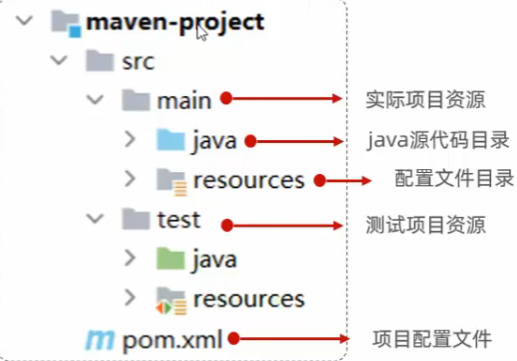 maven-project
src
main 实际项目资源
java java源代码目录
resources 配置文件目录
test 测试项目资源
java
resources
m pom.xml 项目配置文件